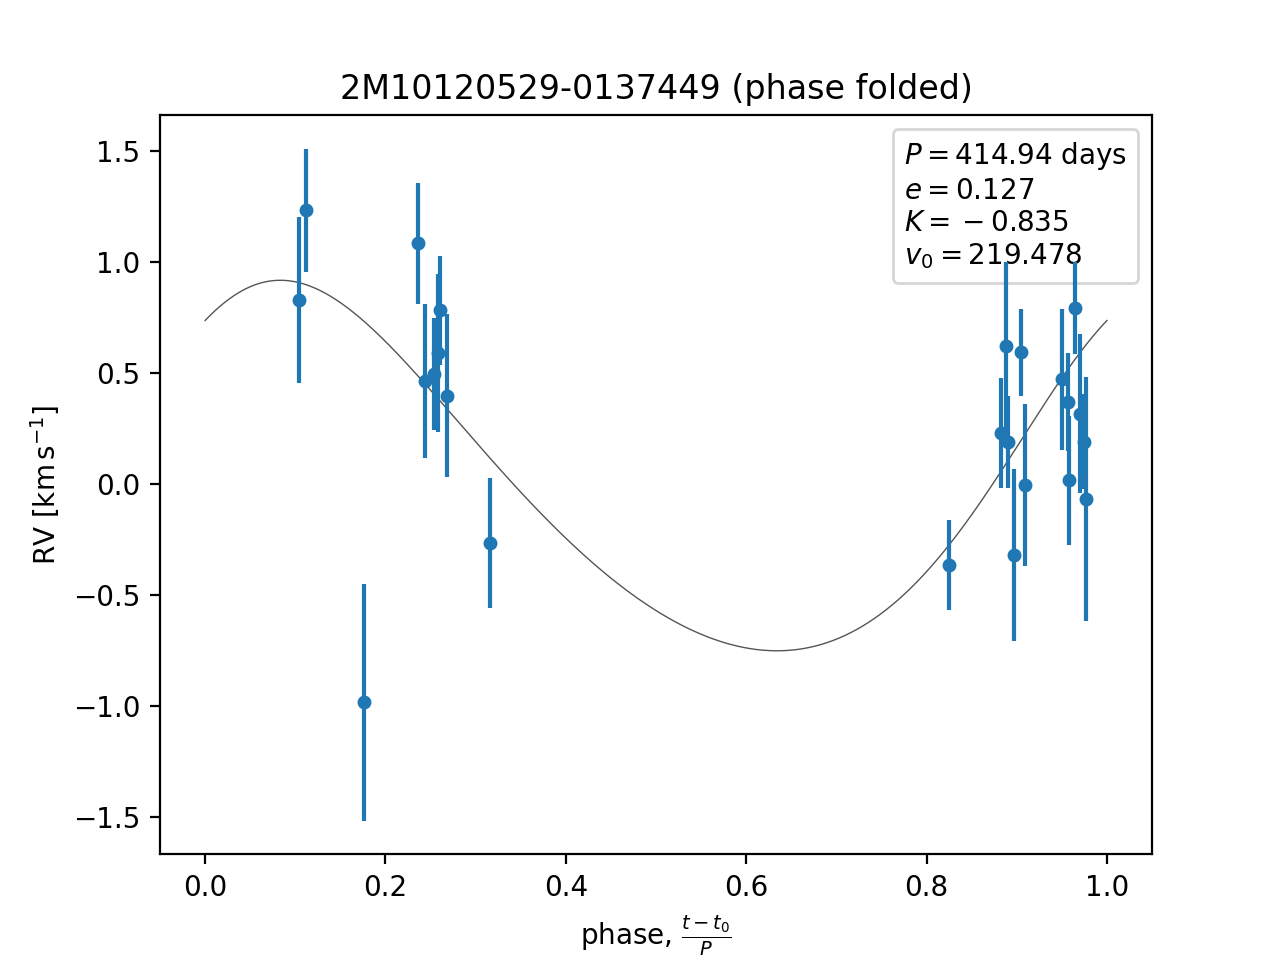 2M10120529-0137449 (phase folded)
P = 414.94 days
e = 0.127
K = −0.835
v₀ = 219.478
RV [km s⁻¹]
1.5
1.0
0.5
0.0
−0.5
−1.0
−1.5
0.0 0.2 0.4 0.6 0.8 1.0
phase, (t − t₀)/P